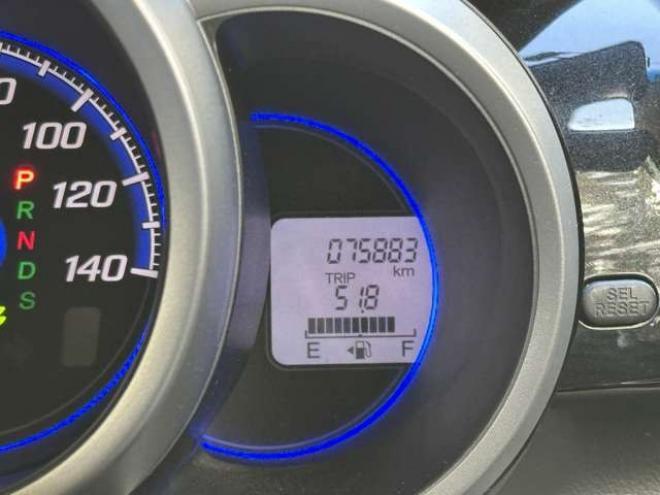 100
120
140
P
R
N
D
S
075883
km
TRIP
51.8
E F
SEL
RESET